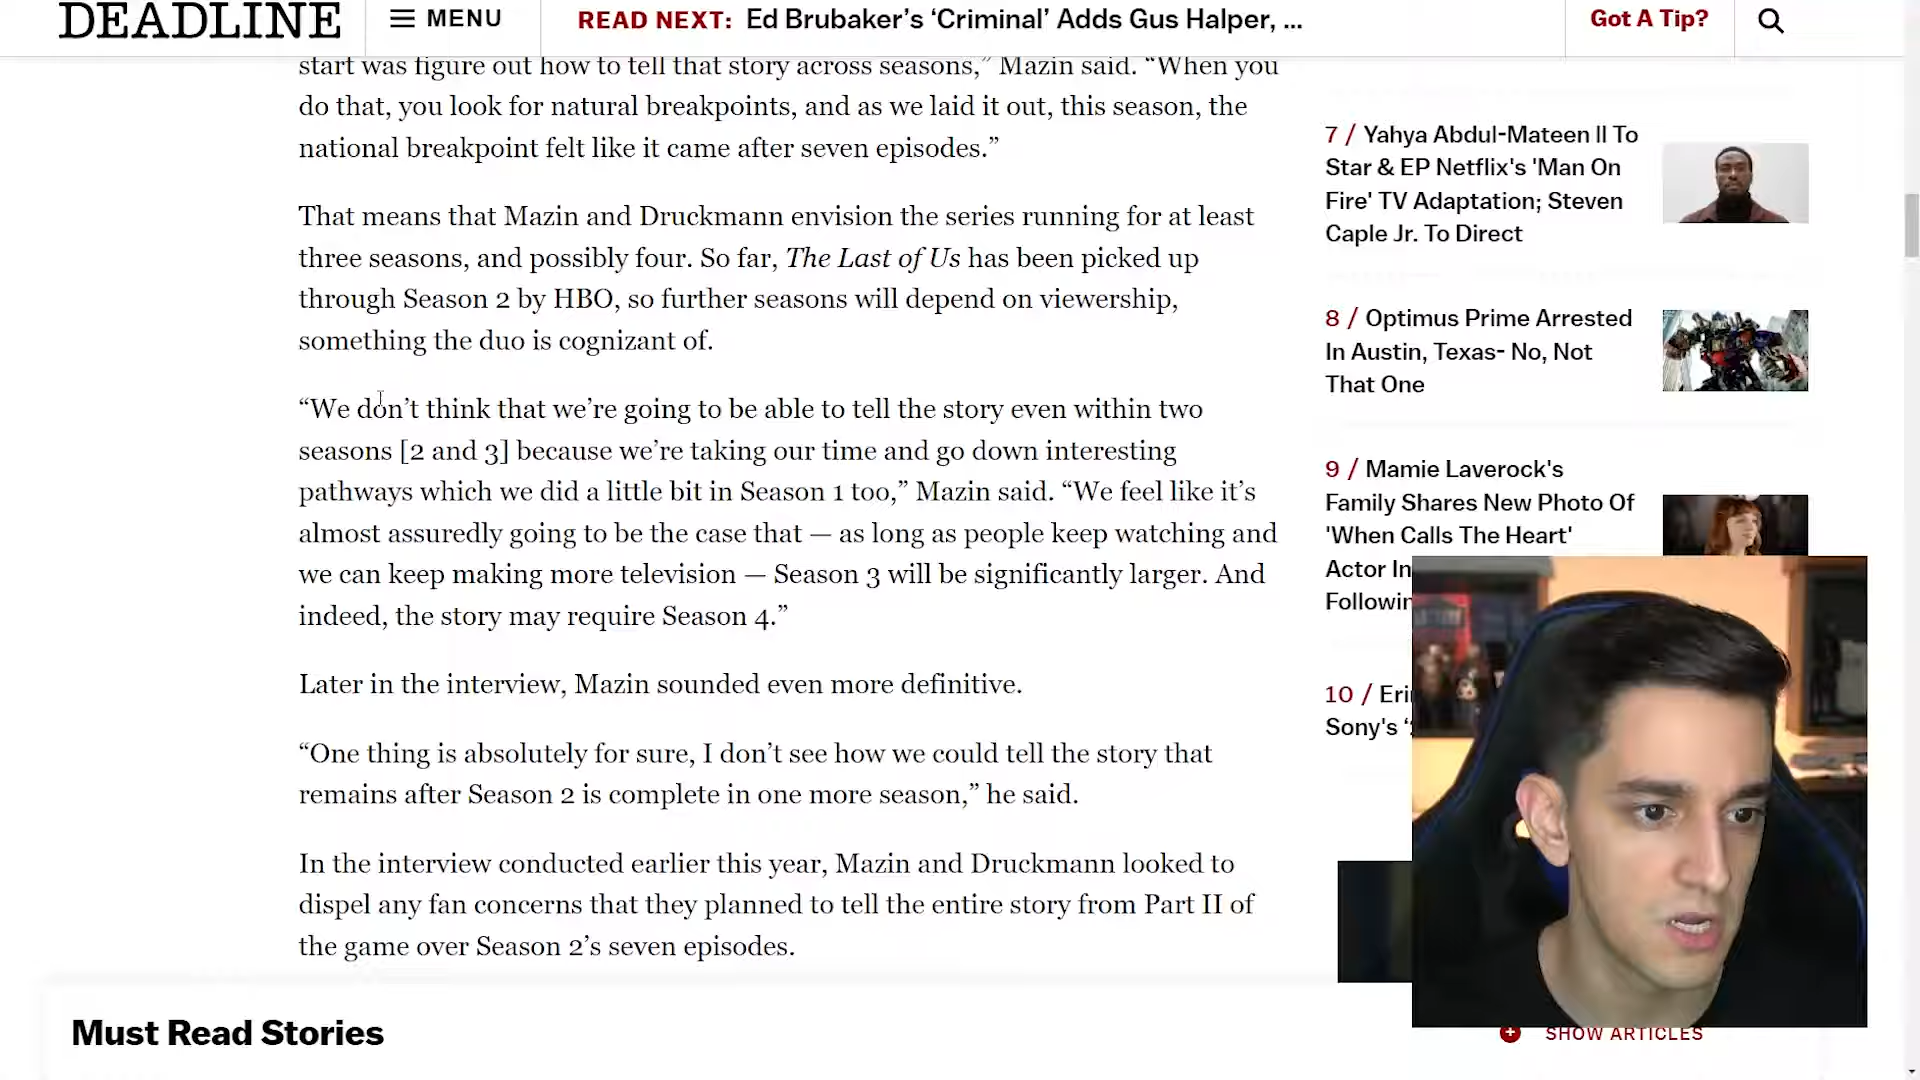 DEADLINE
MENU
READ NEXT: Ed Brubaker’s ‘Criminal’ Adds Gus Halper, ...
Got A Tip?
start was figure out how to tell that story across seasons,” Mazin said. “When you
do that, you look for natural breakpoints, and as we laid it out, this season, the
national breakpoint felt like it came after seven episodes.”
That means that Mazin and Druckmann envision the series running for at least
three seasons, and possibly four. So far, The Last of Us has been picked up
through Season 2 by HBO, so further seasons will depend on viewership,
something the duo is cognizant of.
“We don’t think that we’re going to be able to tell the story even within two
seasons [2 and 3] because we’re taking our time and go down interesting
pathways which we did a little bit in Season 1 too,” Mazin said. “We feel like it’s
almost assuredly going to be the case that — as long as people keep watching and
we can keep making more television — Season 3 will be significantly larger. And
indeed, the story may require Season 4.”
Later in the interview, Mazin sounded even more definitive.
“One thing is absolutely for sure, I don’t see how we could tell the story that
remains after Season 2 is complete in one more season,” he said.
In the interview conducted earlier this year, Mazin and Druckmann looked to
dispel any fan concerns that they planned to tell the entire story from Part II of
the game over Season 2’s seven episodes.
7 / Yahya Abdul-Mateen II To
Star & EP Netflix's 'Man On
Fire' TV Adaptation; Steven
Caple Jr. To Direct
8 / Optimus Prime Arrested
In Austin, Texas- No, Not
That One
9 / Mamie Laverock's
Family Shares New Photo Of
'When Calls The Heart'
Actor In
Followin
10 / Eri
Sony's
Must Read Stories
SHOW ARTICLES